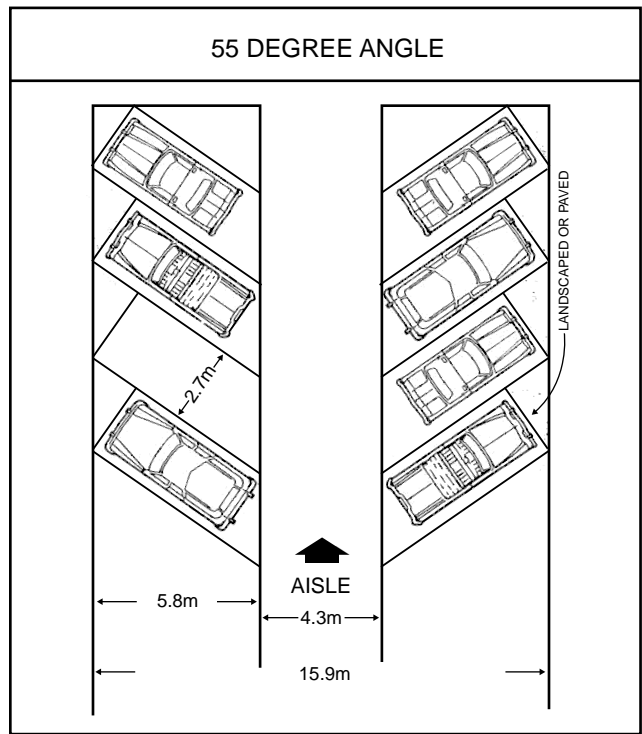 55 DEGREE ANGLE
LANDSCAPED OR PAVED
2.7m
AISLE
5.8m
4.3m
15.9m